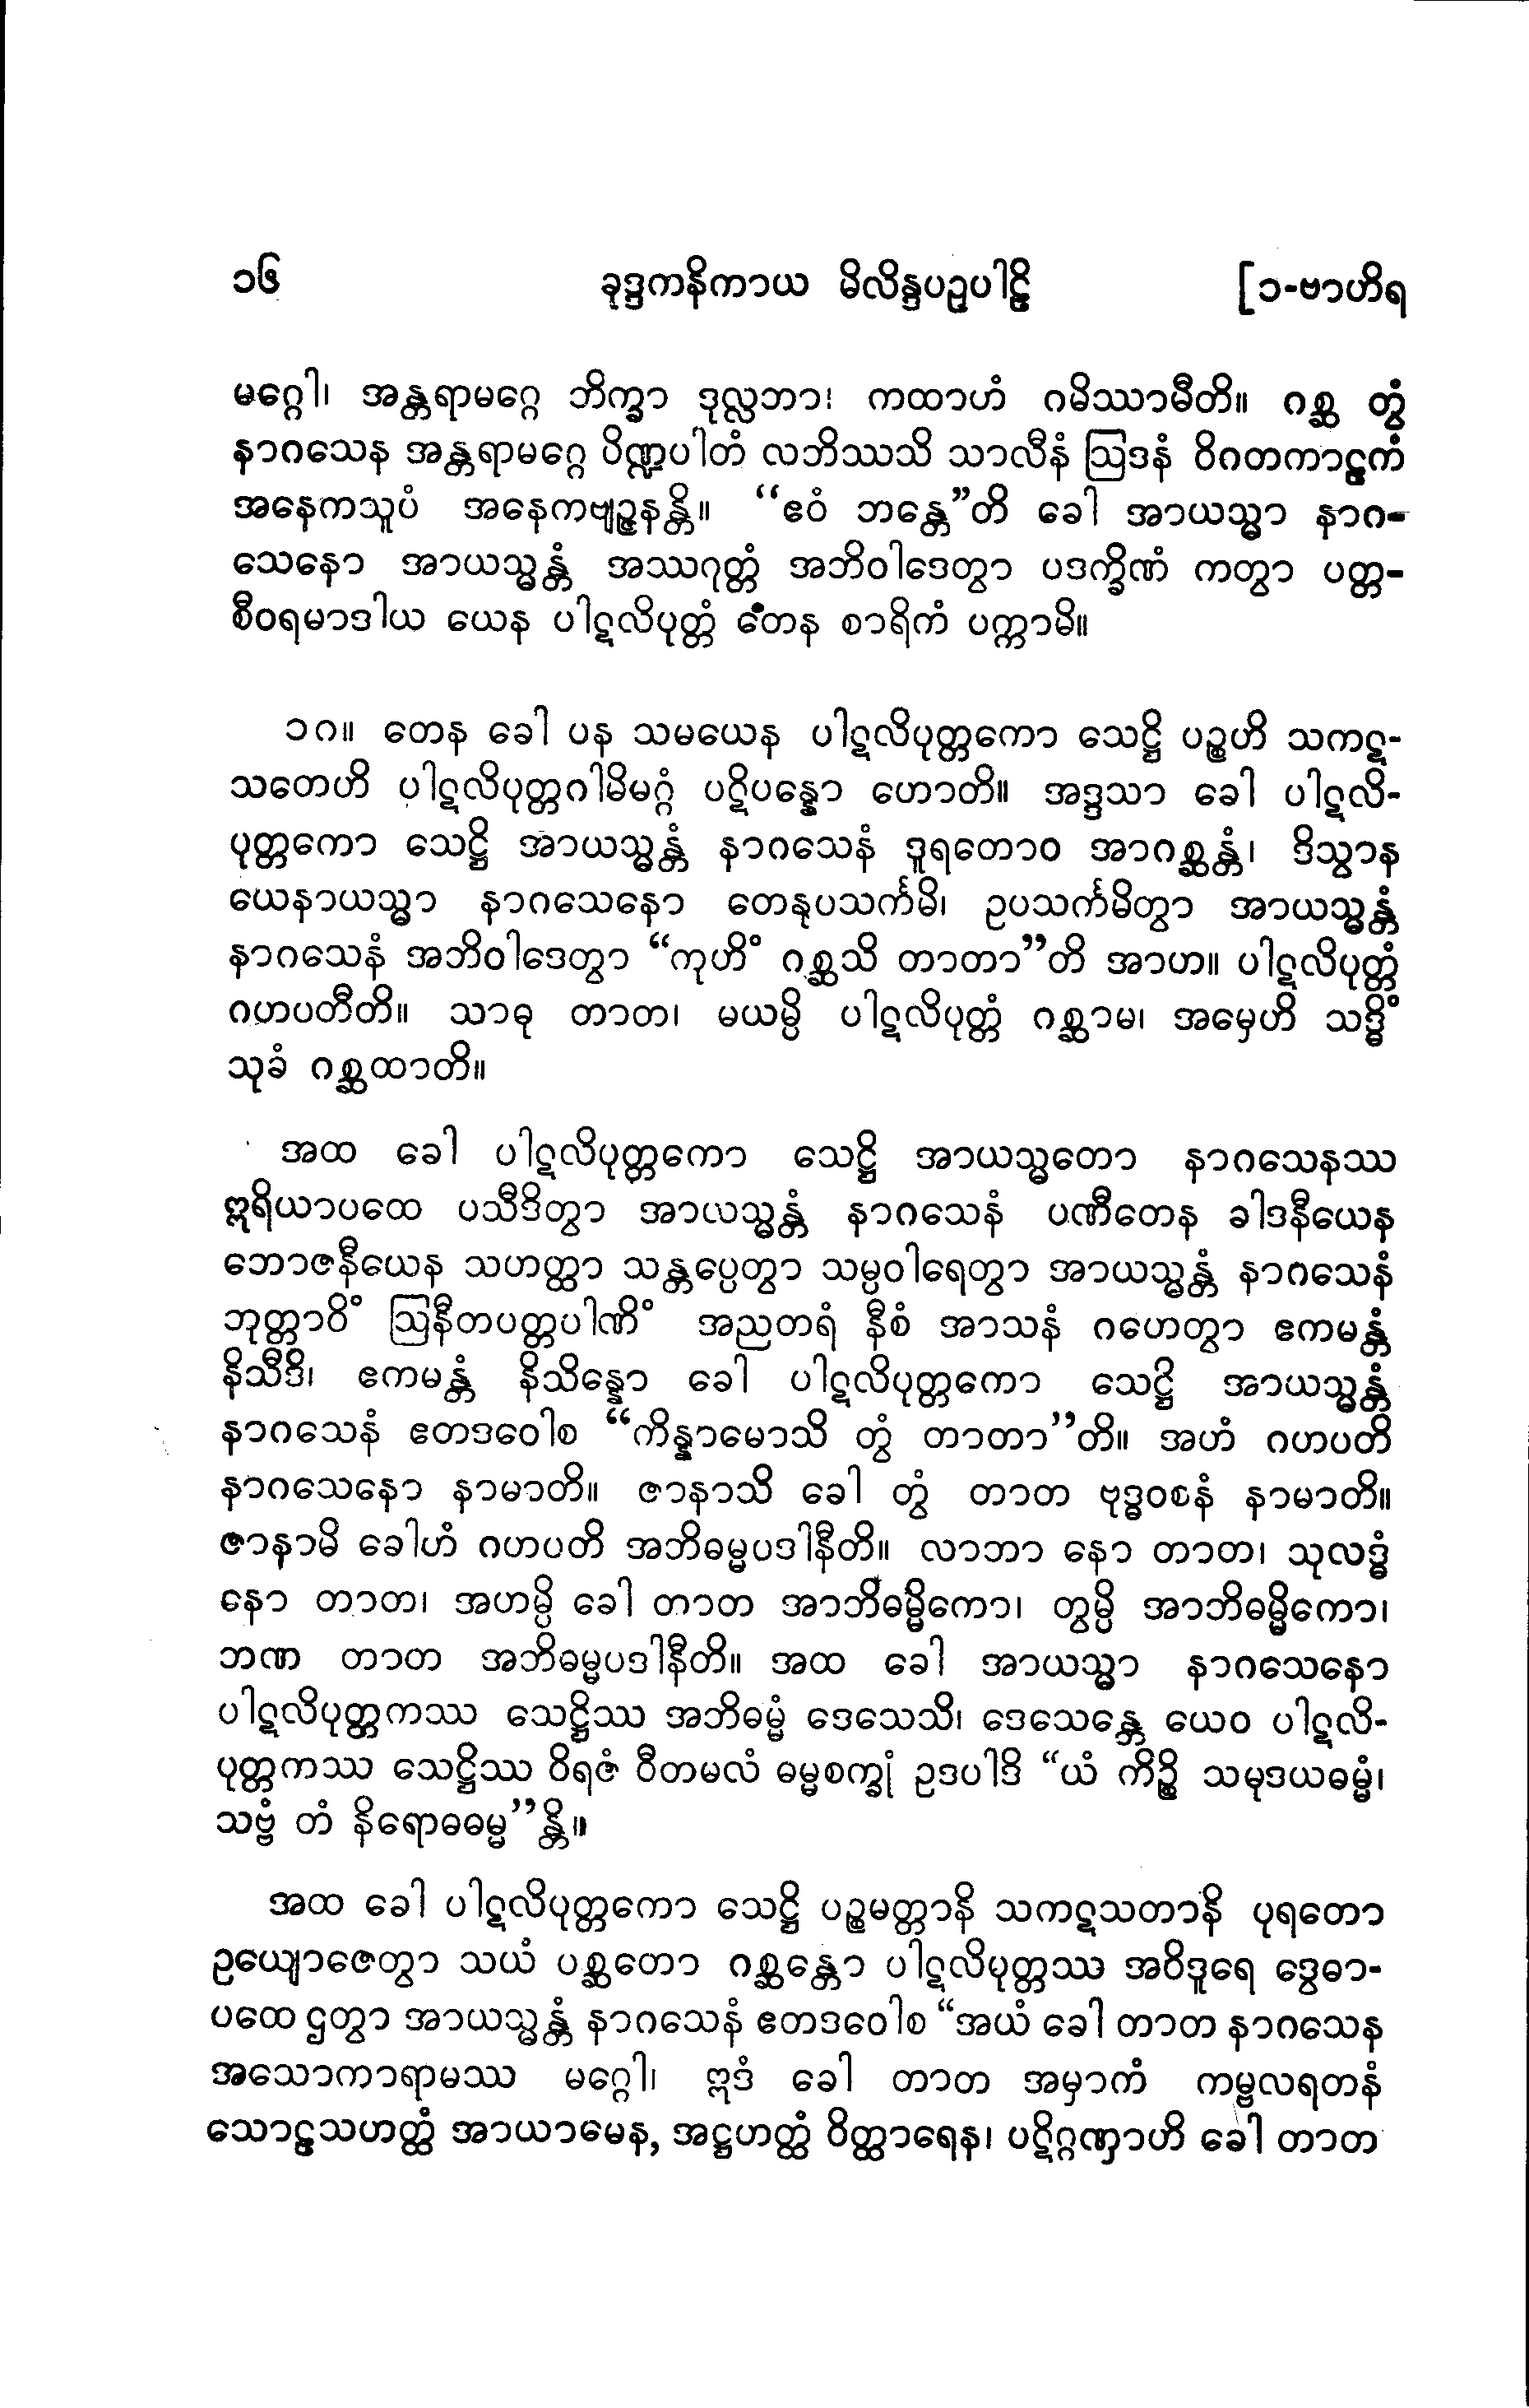 ၁၆ ခုဒ္ဒကနိကာယ မိလိန္ဒပဉှပါဠိ [၁-ဗာဟိရ
မဂ္ဂေါ၊ အန္တရာမဂ္ဂေ ဘိက္ခာ ဒုလ္လဘာ၊ ကထာဟံ ဂမိဿာမီတိ။ ဂစ္ဆ တွံ
နာဂသေန အန္တရာမဂ္ဂေ ပိဏ္ဍပါတံ လဘိဿသိ သာလီနံ ဩဒနံ ဝိဂတကာဠကံ
အနေကသူပံ အနေကဗျဉ္ဇနန္တိ။ “ဧဝံ ဘန္တေ”တိ ခေါ အာယသ္မာ နာဂ-
သေနော အာယသ္မန္တံ အဿဂုတ္တံ အဘိဝါဒေတွာ ပဒက္ခိဏံ ကတွာ ပတ္တ-
စီဝရမာဒါယ ယေန ပါဋလိပုတ္တံ တေန စာရိကံ ပက္ကာမိ။
၁ဂ။ တေန ခေါ ပန သမယေန ပါဋလိပုတ္တကော သေဋ္ဌိ ပဉ္စဟိ သကဋ-
သတေဟိ ပါဋလိပုတ္တဂါမိမဂ္ဂံ ပဋိပန္နော ဟောတိ။ အဒ္ဒသာ ခေါ ပါဋလိ-
ပုတ္တကော သေဋ္ဌိ အာယသ္မန္တံ နာဂသေနံ ဒူရတောဝ အာဂစ္ဆန္တံ၊ ဒိသွာန
ယေနာယသ္မာ နာဂသေနော တေနုပသင်္ကမိ၊ ဥပသင်္ကမိတွာ အာယသ္မန္တံ
နာဂသေနံ အဘိဝါဒေတွာ “ကုဟိံ ဂစ္ဆသိ တာတာ”တိ အာဟ။ ပါဋလိပုတ္တံ
ဂဟပတီတိ။ သာဓု တာတ၊ မယမ္ပိ ပါဋလိပုတ္တံ ဂစ္ဆာမ၊ အမှေဟိ သဒ္ဓိံ
သုခံ ဂစ္ဆထာတိ။
အထ ခေါ ပါဋလိပုတ္တကော သေဋ္ဌိ အာယသ္မတော နာဂသေနဿ
ဣရိယာပထေ ပသီဒိတွာ အာယသ္မန္တံ နာဂသေနံ ပဏီတေန ခါဒနီယေန
ဘောဇနီယေန သဟတ္ထာ သန္တပ္ပေတွာ သမ္ပဝါရေတွာ အာယသ္မန္တံ နာဂသေနံ
ဘုတ္တာဝိံ ဩနီတပတ္တပါဏိံ အညတရံ နီစံ အာသနံ ဂဟေတွာ ဧကမန္တံ
နိသီဒိ၊ ဧကမန္တံ နိသိန္နော ခေါ ပါဋလိပုတ္တကော သေဋ္ဌိ အာယသ္မန္တံ
နာဂသေနံ ဧတဒဝေါစ “ကိန္နာမောသိ တွံ တာတာ”တိ။ အဟံ ဂဟပတိ
နာဂသေနော နာမာတိ။ ဇာနာသိ ခေါ တွံ တာတ ဗုဒ္ဓဝစနံ နာမာတိ။
ဇာနာမိ ခေါဟံ ဂဟပတိ အဘိဓမ္မပဒါနီတိ။ လာဘာ နော တာတ၊ သုလဒ္ဓံ
နော တာတ၊ အဟမ္ပိ ခေါ တာတ အာဘိဓမ္မိကော၊ တွမ္ပိ အာဘိဓမ္မိကော၊
ဘဏ တာတ အဘိဓမ္မပဒါနီတိ။ အထ ခေါ အာယသ္မာ နာဂသေနော
ပါဋလိပုတ္တကဿ သေဋ္ဌိဿ အဘိဓမ္မံ ဒေသေသိ၊ ဒေသေန္တေ ယေဝ ပါဋလိ-
ပုတ္တကဿ သေဋ္ဌိဿ ဝိရဇံ ဝီတမလံ ဓမ္မစက္ခုံ ဥဒပါဒိ “ယံ ကိဉ္စိ သမုဒယဓမ္မံ၊
သဗ္ဗံ တံ နိရောဓဓမ္မ”န္တိ။
အထ ခေါ ပါဋလိပုတ္တကော သေဋ္ဌိ ပဉ္စမတ္တာနိ သကဋသတာနိ ပုရတော
ဥယျောဇေတွာ သယံ ပစ္ဆတော ဂစ္ဆန္တော ပါဋလိပုတ္တဿ အဝိဒူရေ ဒွေဓာ-
ပထေ ဌတွာ အာယသ္မန္တံ နာဂသေနံ ဧတဒဝေါစ “အယံ ခေါ တာတ နာဂသေန
အသောကာရာမဿ မဂ္ဂေါ၊ ဣဒံ ခေါ တာတ အမှာကံ ကမ္ဗလရတနံ
သောဠသဟတ္ထံ အာယာမေန, အဋ္ဌဟတ္ထံ ဝိတ္ထာရေန၊ ပဋိဂ္ဂဏှာဟိ ခေါ တာတ